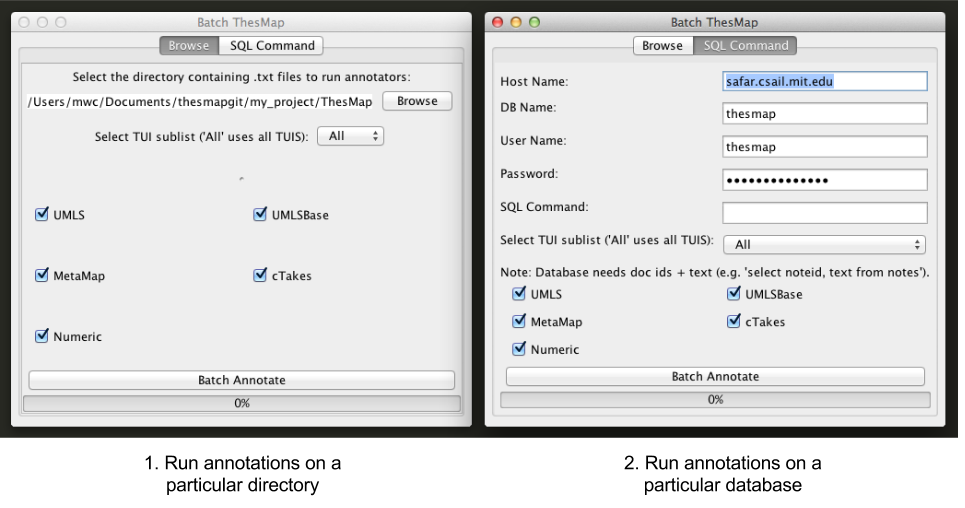 Batch ThesMap
Browse SQL Command
Select the directory containing .txt files to run annotators:
/Users/mwc/Documents/thesmapgit/my_project/ThesMap Browse
Select TUI sublist ('All' uses all TUIS): All
UMLS UMLSBase
MetaMap cTakes
Numeric
Batch Annotate
0%
1. Run annotations on a
particular directory
Batch ThesMap
Browse SQL Command
Host Name: safar.csail.mit.edu
DB Name: thesmap
User Name: thesmap
Password: ••••••••••••••
SQL Command:
Select TUI sublist ('All' uses all TUIS): All
Note: Database needs doc ids + text (e.g. 'select noteid, text from notes').
UMLS UMLSBase
MetaMap cTakes
Numeric
Batch Annotate
0%
2. Run annotations on a
particular database